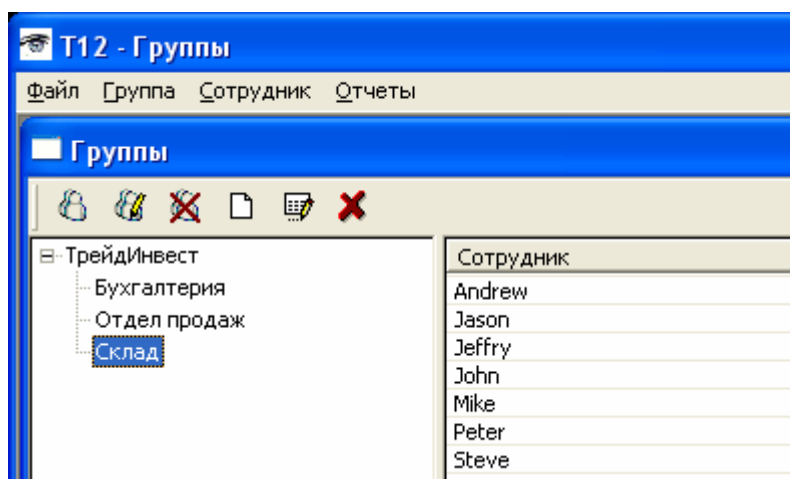 T12 - Группы
Файл Группа Сотрудник Отчеты
Группы
ТрейдИнвест
Бухгалтерия
Отдел продаж
Склад
Сотрудник
Andrew
Jason
Jeffry
John
Mike
Peter
Steve